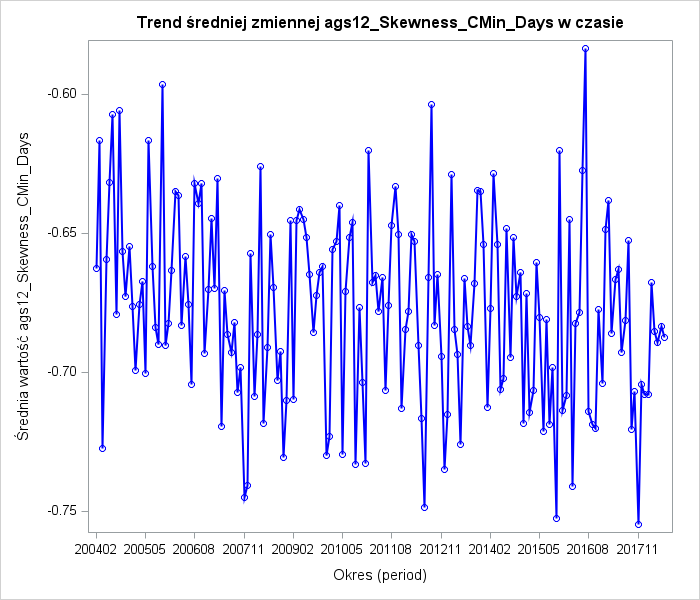 Trend średniej zmiennej ags12_Skewness_CMin_Days w czasie
Średnia wartość ags12_Skewness_CMin_Days
-0.60
-0.65
-0.70
-0.75
200402 200505 200608 200711 200902 201005 201108 201211 201402 201505 201608 201711
Okres (period)